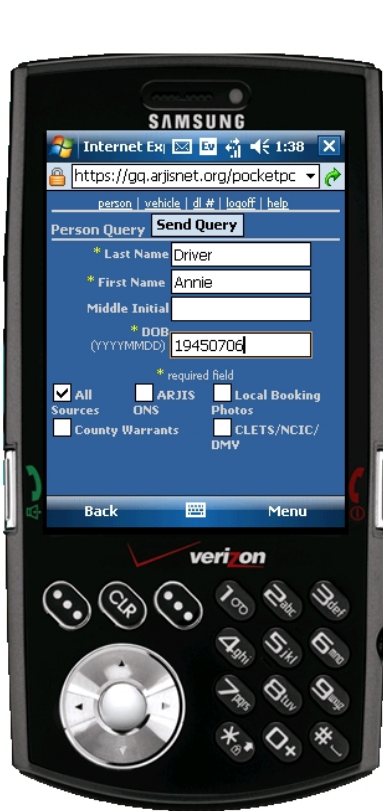 SAMSUNG
Internet Ex Ev 1:38
https://gq.arjisnet.org/pocketpc
person | vehicle | dl # | logoff | help
Person Query Send Query
* Last Name Driver
* First Name Annie
Middle Initial
* DOB
(YYYYMMDD) 19450706
* required field
All Sources
ARJIS ONS
Local Booking Photos
County Warrants
CLETS/NCIC/
DMV
Back Menu
verizon
CLR
1 2abc 3def
4ghi 5jkl 6mno
7pqrs 8tuv 9wxyz
* 0+ #